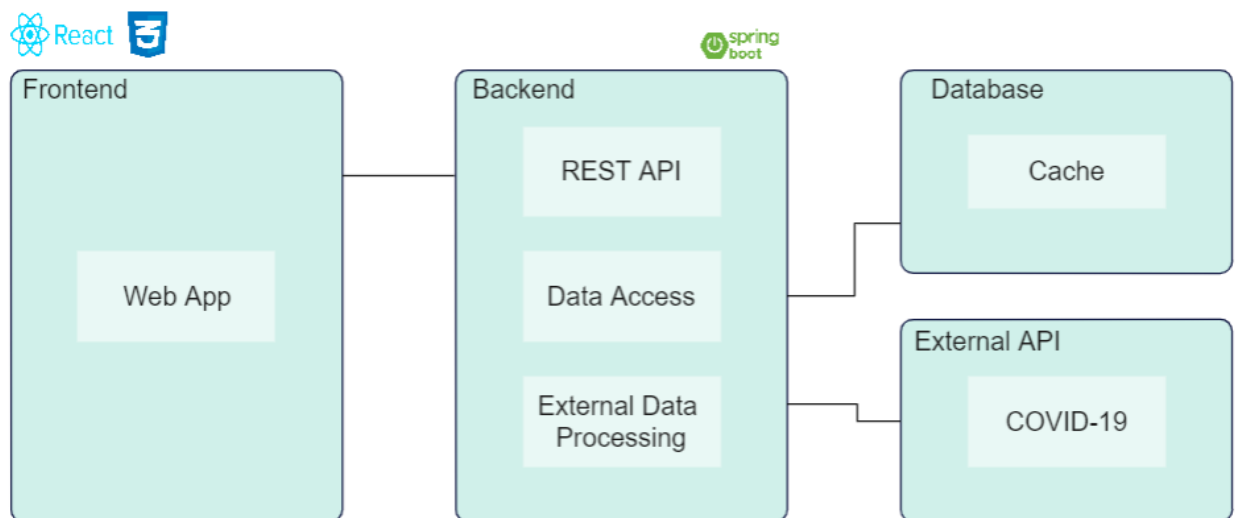 React
3
spring
boot
Frontend
Backend
Database
REST API
Cache
Web App
Data Access
External API
External Data
Processing
COVID-19